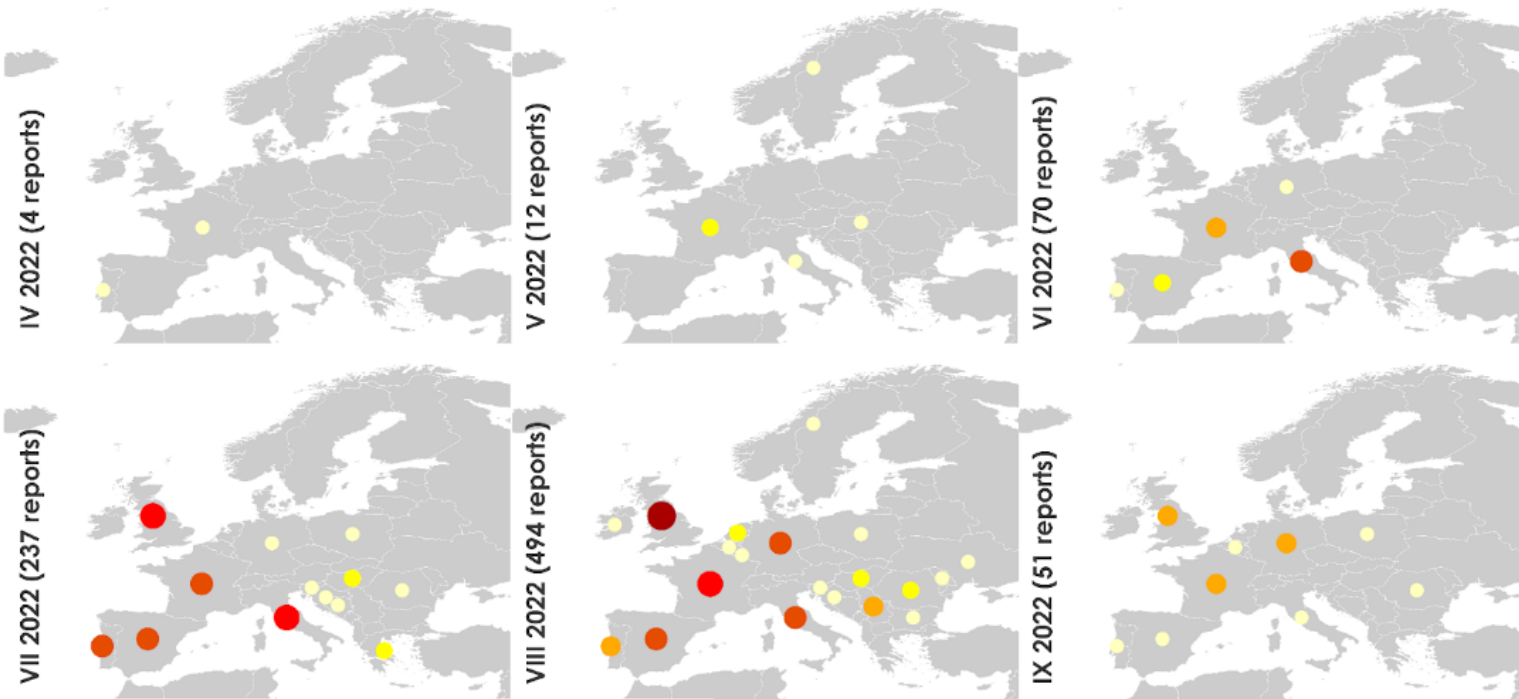 IV 2022 (4 reports)
V 2022 (12 reports)
VI 2022 (70 reports)
VII 2022 (237 reports)
VIII 2022 (494 reports)
IX 2022 (51 reports)